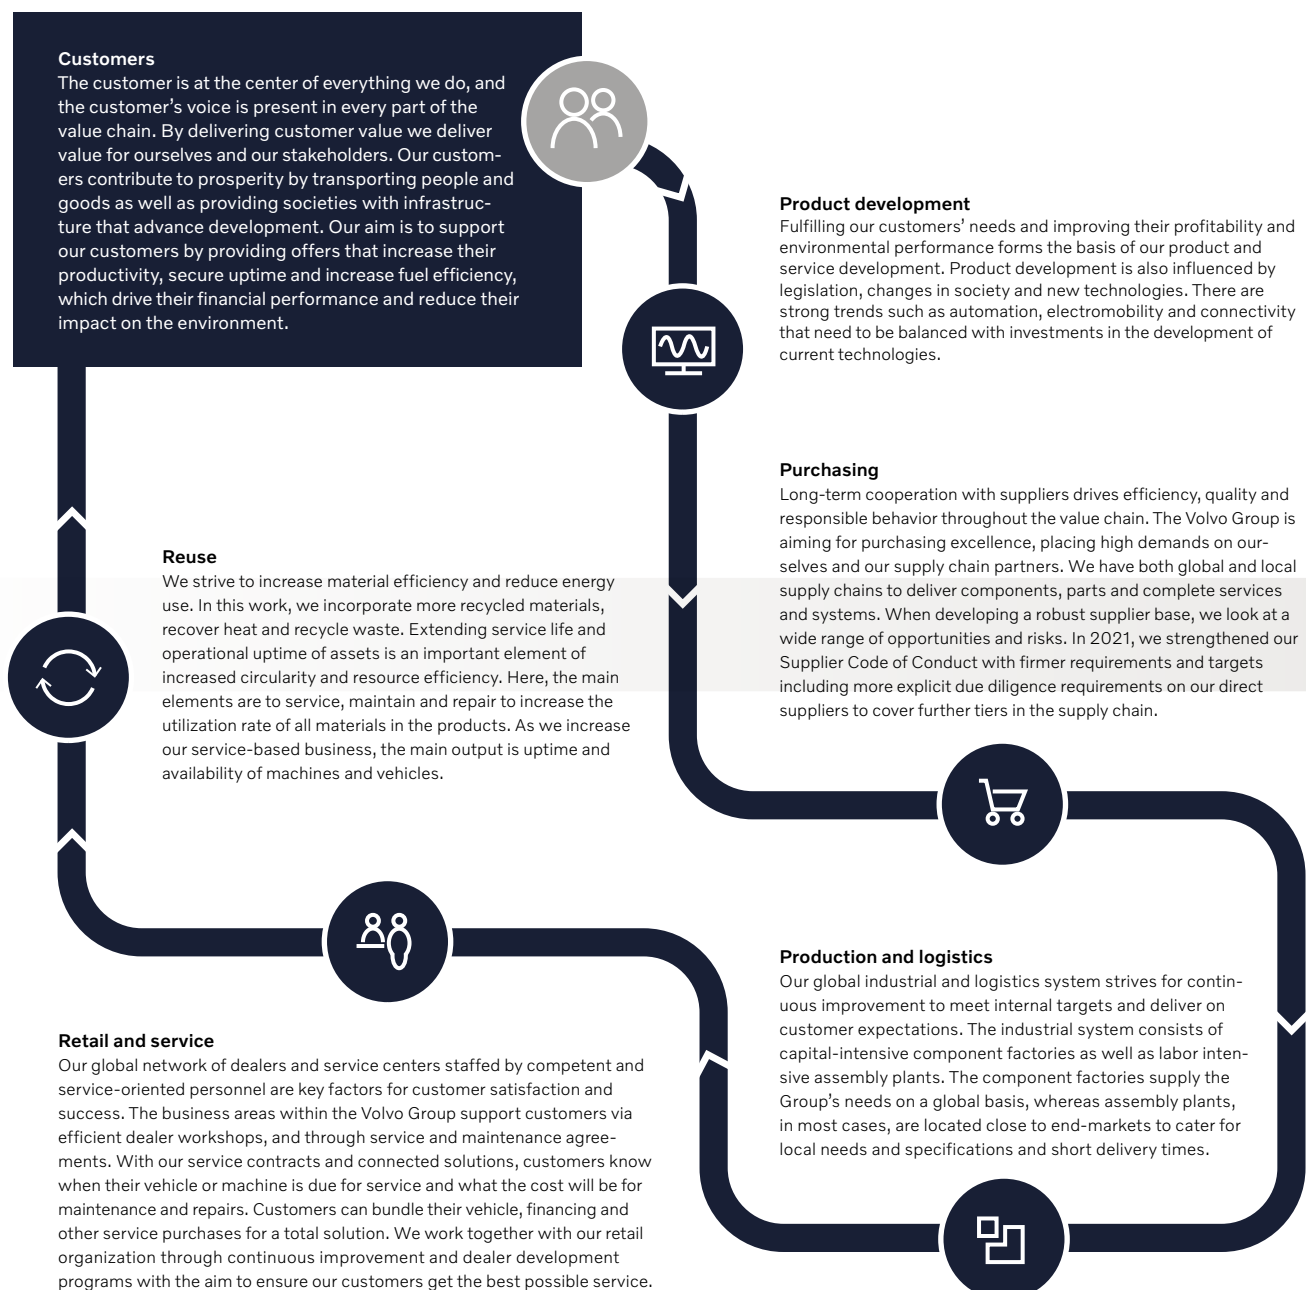 Customers
The customer is at the center of everything we do, and
the customer’s voice is present in every part of the
value chain. By delivering customer value we deliver
value for ourselves and our stakeholders. Our custom-
ers contribute to prosperity by transporting people and
goods as well as providing societies with infrastruc-
ture that advance development. Our aim is to support
our customers by providing offers that increase their
productivity, secure uptime and increase fuel efficiency,
which drive their financial performance and reduce their
impact on the environment.
Product development
Fulfilling our customers’ needs and improving their profitability and
environmental performance forms the basis of our product and
service development. Product development is also influenced by
legislation, changes in society and new technologies. There are
strong trends such as automation, electromobility and connectivity
that need to be balanced with investments in the development of
current technologies.
Purchasing
Long-term cooperation with suppliers drives efficiency, quality and
responsible behavior throughout the value chain. The Volvo Group is
aiming for purchasing excellence, placing high demands on our-
selves and our supply chain partners. We have both global and local
supply chains to deliver components, parts and complete services
and systems. When developing a robust supplier base, we look at a
wide range of opportunities and risks. In 2021, we strengthened our
Supplier Code of Conduct with firmer requirements and targets
including more explicit due diligence requirements on our direct
suppliers to cover further tiers in the supply chain.
Reuse
We strive to increase material efficiency and reduce energy
use. In this work, we incorporate more recycled materials,
recover heat and recycle waste. Extending service life and
operational uptime of assets is an important element of
increased circularity and resource efficiency. Here, the main
elements are to service, maintain and repair to increase the
utilization rate of all materials in the products. As we increase
our service-based business, the main output is uptime and
availability of machines and vehicles.
Production and logistics
Our global industrial and logistics system strives for contin-
uous improvement to meet internal targets and deliver on
customer expectations. The industrial system consists of
capital-intensive component factories as well as labor inten-
sive assembly plants. The component factories supply the
Group’s needs on a global basis, whereas assembly plants,
in most cases, are located close to end-markets to cater for
local needs and specifications and short delivery times.
Retail and service
Our global network of dealers and service centers staffed by competent and
service-oriented personnel are key factors for customer satisfaction and
success. The business areas within the Volvo Group support customers via
efficient dealer workshops, and through service and maintenance agree-
ments. With our service contracts and connected solutions, customers know
when their vehicle or machine is due for service and what the cost will be for
maintenance and repairs. Customers can bundle their vehicle, financing and
other service purchases for a total solution. We work together with our retail
organization through continuous improvement and dealer development
programs with the aim to ensure our customers get the best possible service.